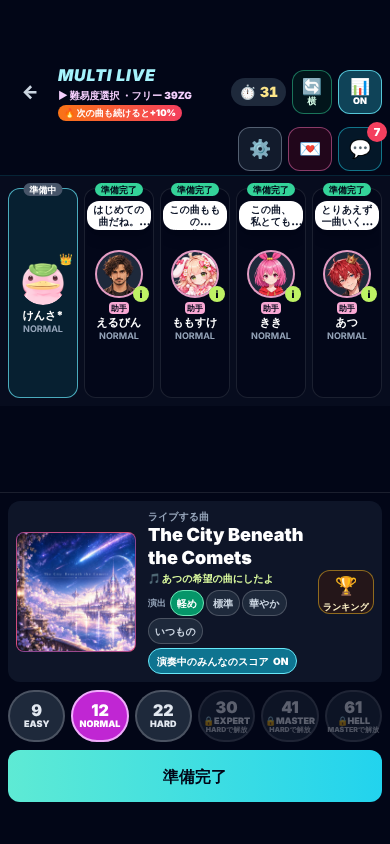 MULTI LIVE
▶ 難易度選択 ・フリー 39ZG
🔥 次の曲も続けると+10%
⏱ 31
🔄
横
📊
ON
7
準備中
けんさ*
NORMAL
準備完了
はじめての
曲だね。...
i
助手
えるびん
NORMAL
準備完了
この曲もも
の...
i
助手
ももすけ
NORMAL
準備完了
この曲、
私とても...
i
助手
きき
NORMAL
準備完了
とりあえず
一曲いく...
i
助手
あつ
NORMAL
ライブする曲
The City Beneath
the Comets
🎵 あつの希望の曲にしたよ
演出 軽め 標準 華やか
いつもの
演奏中のみんなのスコア ON
🏆
ランキング
9
EASY
12
NORMAL
22
HARD
30
🔒EXPERT
HARDで解放
41
🔒MASTER
HARDで解放
61
🔒HELL
MASTERで解放
準備完了